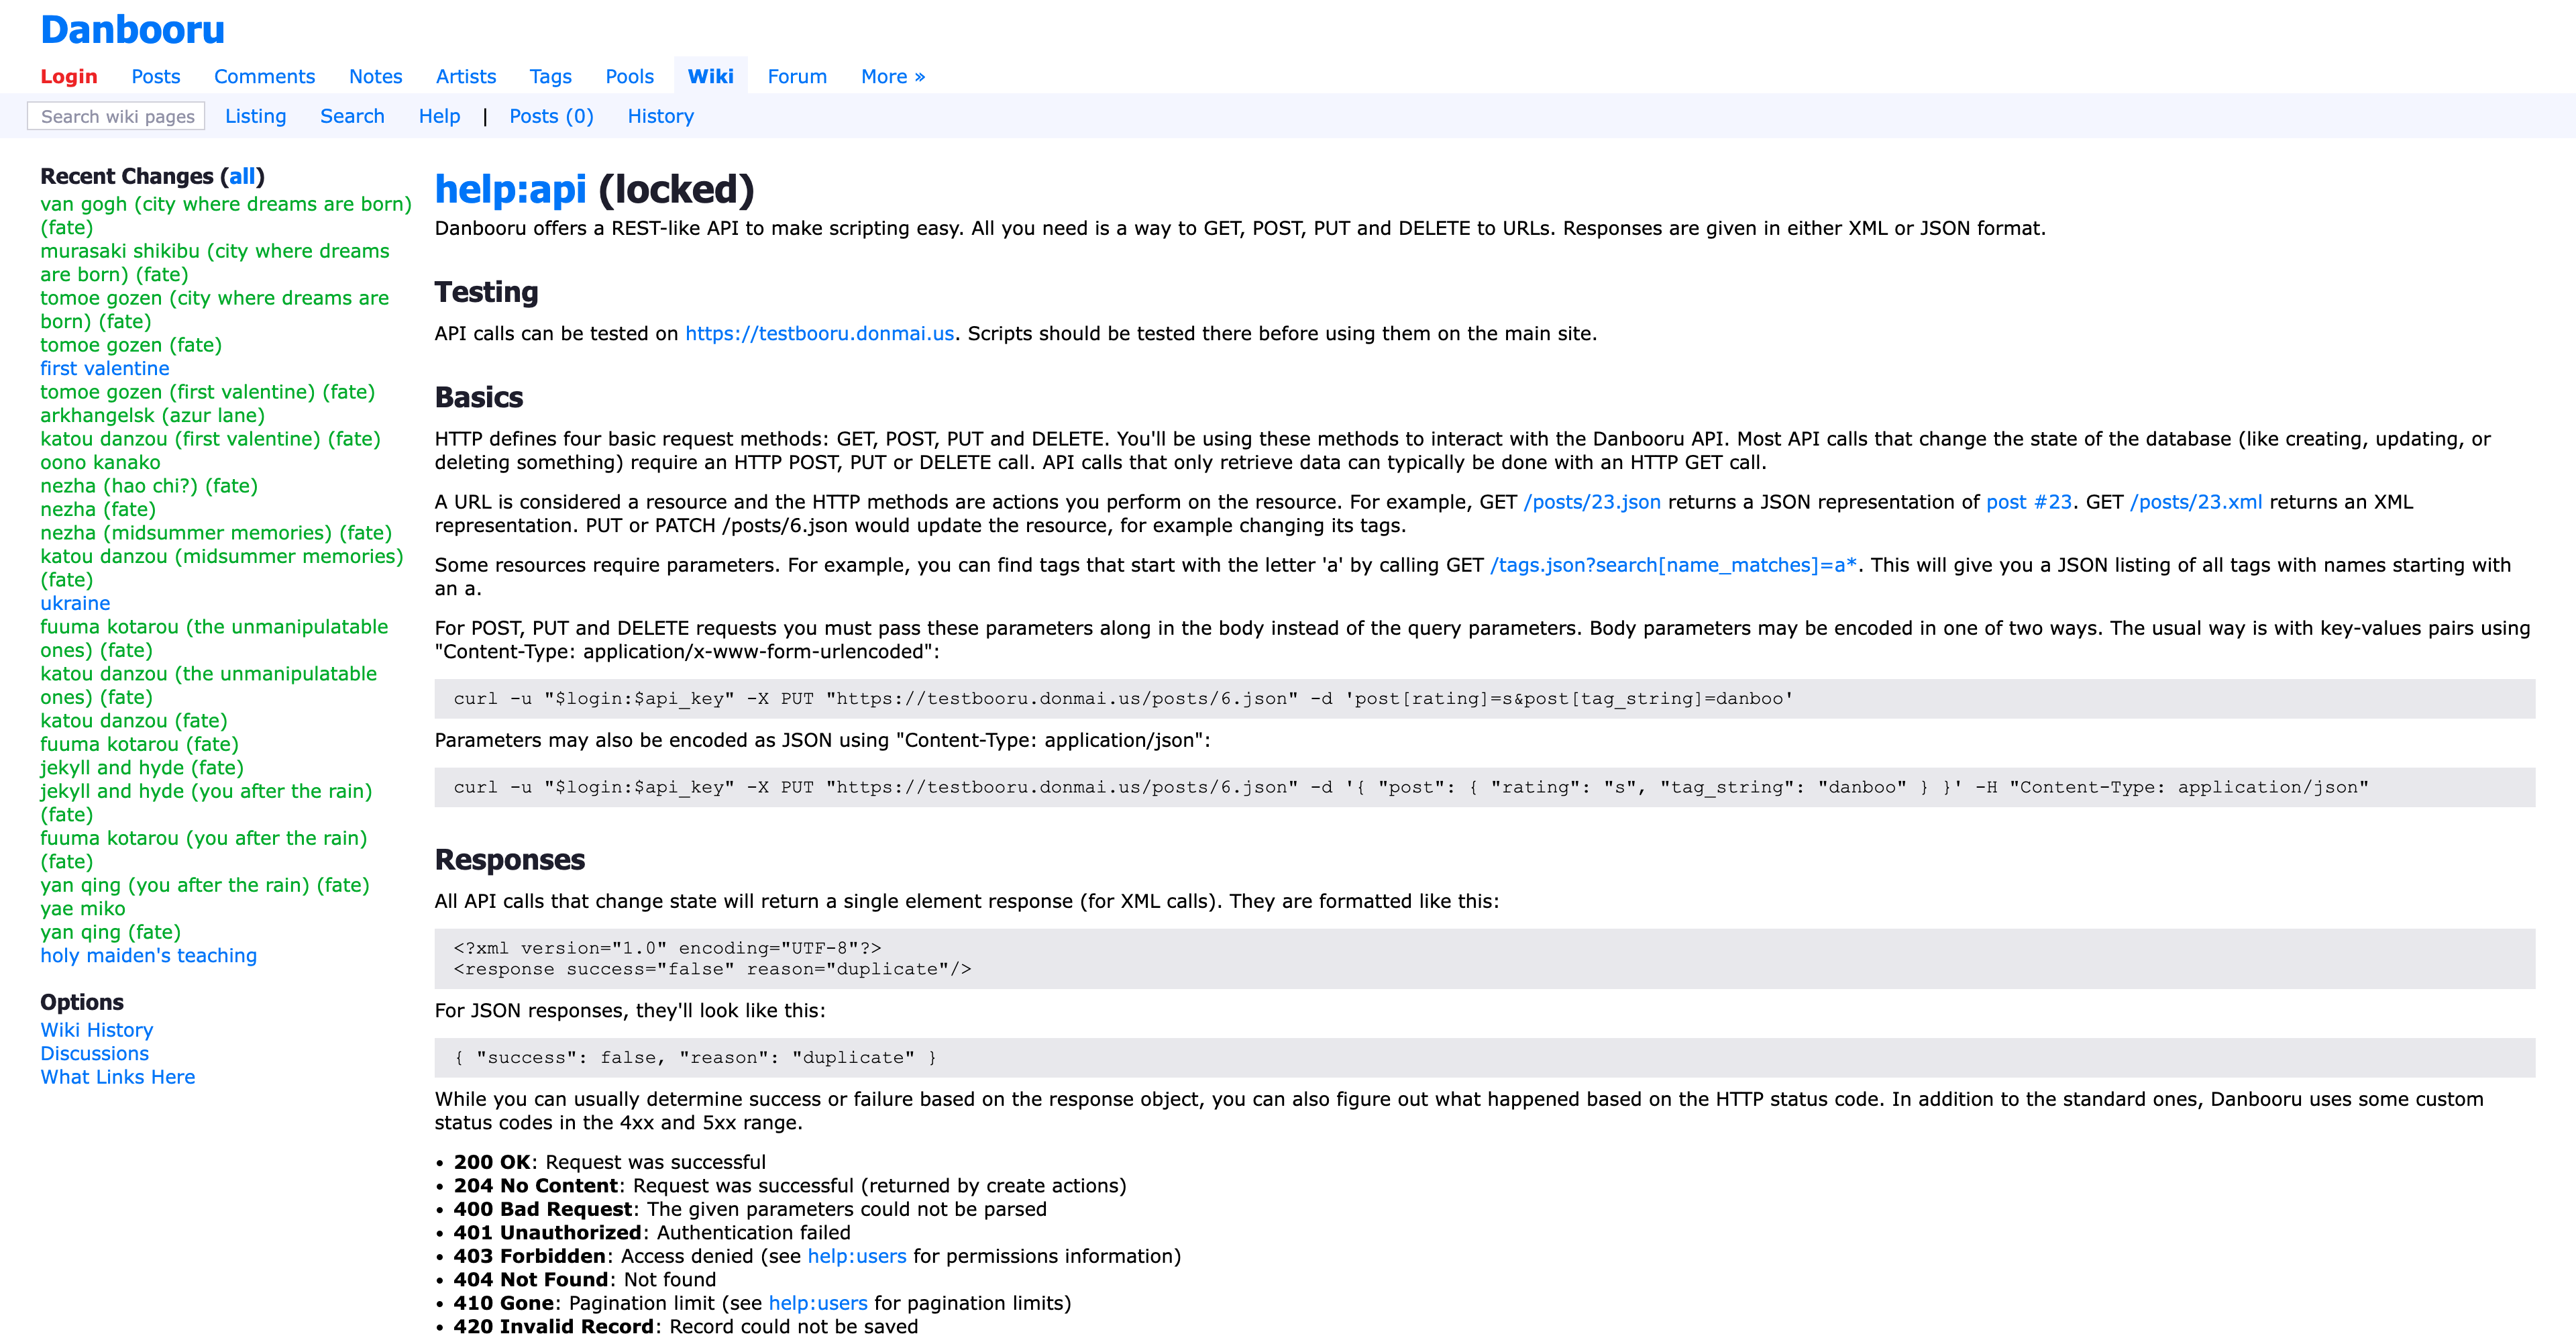 Danbooru
Login Posts Comments Notes Artists Tags Pools Wiki Forum More »
Search wiki pages Listing Search Help | Posts (0) History
Recent Changes (all)
van gogh (city where dreams are born)
(fate)
murasaki shikibu (city where dreams
are born) (fate)
tomoe gozen (city where dreams are
born) (fate)
tomoe gozen (fate)
first valentine
tomoe gozen (first valentine) (fate)
arkhangelsk (azur lane)
katou danzou (first valentine) (fate)
oono kanako
nezha (hao chi?) (fate)
nezha (fate)
nezha (midsummer memories) (fate)
katou danzou (midsummer memories)
(fate)
ukraine
fuuma kotarou (the unmanipulatable
ones) (fate)
katou danzou (the unmanipulatable
ones) (fate)
katou danzou (fate)
fuuma kotarou (fate)
jekyll and hyde (fate)
jekyll and hyde (you after the rain)
(fate)
fuuma kotarou (you after the rain)
(fate)
yan qing (you after the rain) (fate)
yae miko
yan qing (fate)
holy maiden's teaching
Options
Wiki History
Discussions
What Links Here
help:api (locked)
Danbooru offers a REST-like API to make scripting easy. All you need is a way to GET, POST, PUT and DELETE to URLs. Responses are given in either XML or JSON format.
Testing
API calls can be tested on https://testbooru.donmai.us. Scripts should be tested there before using them on the main site.
Basics
HTTP defines four basic request methods: GET, POST, PUT and DELETE. You'll be using these methods to interact with the Danbooru API. Most API calls that change the state of the database (like creating, updating, or
deleting something) require an HTTP POST, PUT or DELETE call. API calls that only retrieve data can typically be done with an HTTP GET call.
A URL is considered a resource and the HTTP methods are actions you perform on the resource. For example, GET /posts/23.json returns a JSON representation of post #23. GET /posts/23.xml returns an XML
representation. PUT or PATCH /posts/6.json would update the resource, for example changing its tags.
Some resources require parameters. For example, you can find tags that start with the letter 'a' by calling GET /tags.json?search[name_matches]=a*. This will give you a JSON listing of all tags with names starting with
an a.
For POST, PUT and DELETE requests you must pass these parameters along in the body instead of the query parameters. Body parameters may be encoded in one of two ways. The usual way is with key-values pairs using
"Content-Type: application/x-www-form-urlencoded":
curl -u "$login:$api_key" -X PUT "https://testbooru.donmai.us/posts/6.json" -d 'post[rating]=s&post[tag_string]=danboo'
Parameters may also be encoded as JSON using "Content-Type: application/json":
curl -u "$login:$api_key" -X PUT "https://testbooru.donmai.us/posts/6.json" -d '{ "post": { "rating": "s", "tag_string": "danboo" } }' -H "Content-Type: application/json"
Responses
All API calls that change state will return a single element response (for XML calls). They are formatted like this:
<?xml version="1.0" encoding="UTF-8"?>
<response success="false" reason="duplicate"/>
For JSON responses, they'll look like this:
{ "success": false, "reason": "duplicate" }
While you can usually determine success or failure based on the response object, you can also figure out what happened based on the HTTP status code. In addition to the standard ones, Danbooru uses some custom
status codes in the 4xx and 5xx range.
• 200 OK: Request was successful
• 204 No Content: Request was successful (returned by create actions)
• 400 Bad Request: The given parameters could not be parsed
• 401 Unauthorized: Authentication failed
• 403 Forbidden: Access denied (see help:users for permissions information)
• 404 Not Found: Not found
• 410 Gone: Pagination limit (see help:users for pagination limits)
• 420 Invalid Record: Record could not be saved